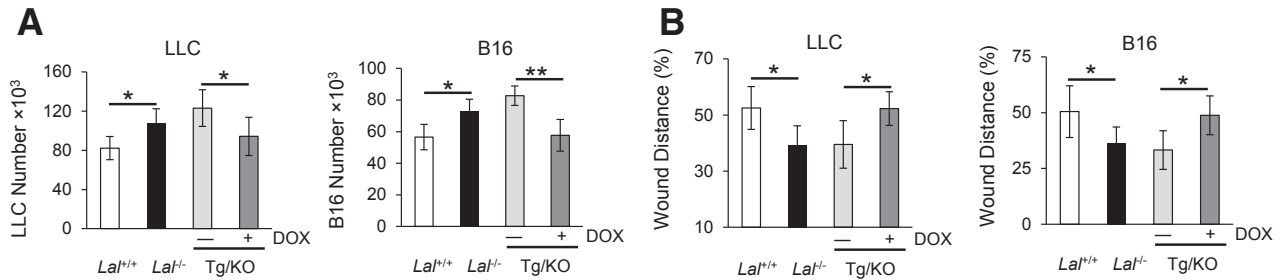 A
LLC
LLC Number ×10³
160
120
80
40
0
*
*
— + DOX
Lal+/+ Lal-/- Tg/KO
B16
B16 Number ×10³
100
80
60
40
20
0
*
**
— + DOX
Lal+/+ Lal-/- Tg/KO
B
LLC
Wound Distance (%)
70
50
30
10
*
*
— + DOX
Lal+/+ Lal-/- Tg/KO
B16
Wound Distance (%)
75
50
25
0
*
*
— + DOX
Lal+/+ Lal-/- Tg/KO